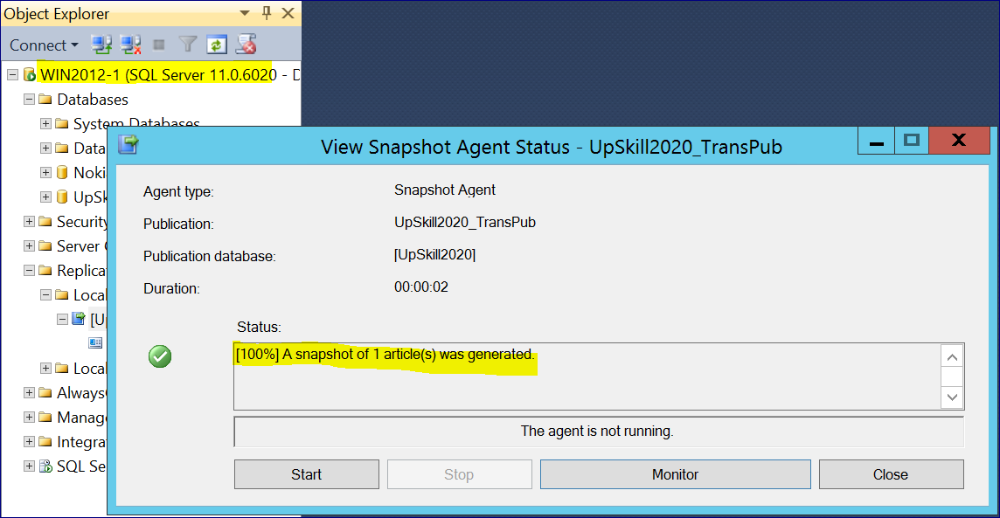 Object Explorer
Connect
WIN2012-1 (SQL Server 11.0.6020 - D
Databases
System Databases
Data
Noki
UpSk
Security
Server
Replica
Local
[Up
Local
Always
Manag
Integra
SQL Se
View Snapshot Agent Status - UpSkill2020_TransPub
Agent type: Snapshot Agent
Publication: UpSkill2020_TransPub
Publication database: [UpSkill2020]
Duration: 00:00:02
Status:
[100%] A snapshot of 1 article(s) was generated.
The agent is not running.
Start Stop Monitor Close